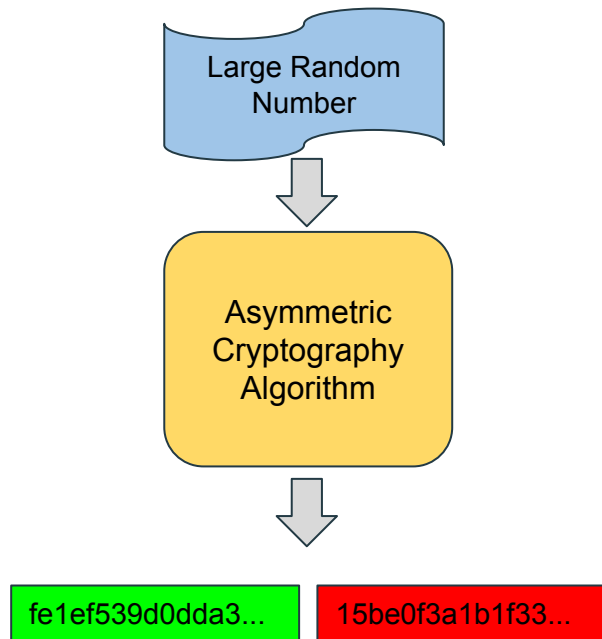 Large Random
Number
Asymmetric
Cryptography
Algorithm
fe1ef539d0dda3...
15be0f3a1b1f33...